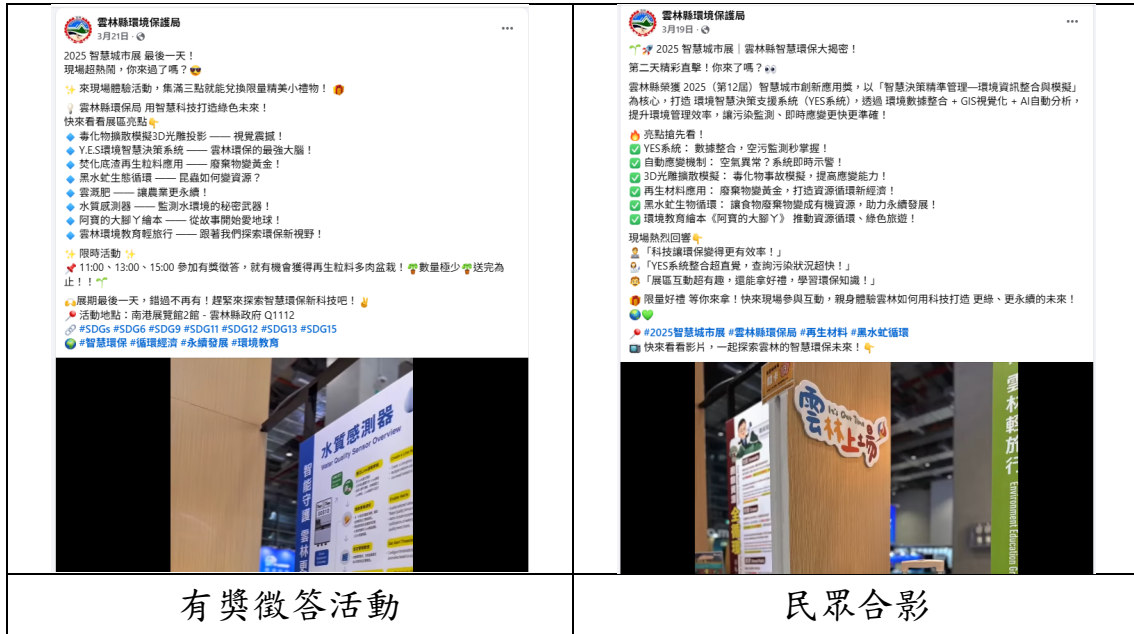 雲林縣環境保護局
3月21日
2025 智慧城市展 最後一天！
現場超熱鬧，你來過了嗎？😎
✨ 來現場體驗活動，集滿三點就能兌換限量精美小禮物！ 🎁
💡 雲林縣環保局 用智慧科技打造綠色未來！
快來看看展區亮點👇
🔹 毒化物擴散模擬3D光雕投影 —— 視覺震撼！
🔹 Y.E.S環境智慧決策系統 —— 雲林環保的最強大腦！
🔹 焚化底渣再生粒料應用 —— 廢棄物變黃金！
🔹 黑水虻生態循環 —— 昆蟲如何變資源？
🔹 雲溉肥 —— 讓農業更永續！
🔹 水質感測器 —— 監測水環境的秘密武器！
🔹 阿寶的大腳丫繪本 —— 從故事開始愛地球！
🔹 雲林環境教育輕旅行 —— 跟著我們探索環保新視野！
✨ 限時活動 ✨
📌 11:00、13:00、15:00 參加有獎徵答，就有機會獲得再生粒料多肉盆栽！🌴數量極少🌴送完為
止！！🌱
🙌展期最後一天，錯過不再有！趕緊來探索智慧環保新科技吧！✌
📍 活動地點：南港展覽館2館 - 雲林縣政府 Q1112
🔗 #SDGs #SDG6 #SDG9 #SDG11 #SDG12 #SDG13 #SDG15
🌍 #智慧環保 #循環經濟 #永續發展 #環境教育
水質感測器
Water Quality Sensor Overview
智能守護 雲林
有獎徵答活動
雲林縣環境保護局
3月19日
🌱🚀 2025 智慧城市展｜雲林縣智慧環保大揭密！
第二天精彩直擊！你來了嗎？👀
雲林縣榮獲 2025（第12屆）智慧城市創新應用獎，以「智慧決策精準管理—環境資訊整合與模擬」
為核心，打造 環境智慧決策支援系統（YES系統），透過 環境數據整合 + GIS視覺化 + AI自動分析，
提升環境管理效率，讓污染監測、即時應變更快更準確！
🔥 亮點搶先看！
✅ YES系統： 數據整合，空污監測秒掌握！
✅ 自動應變機制： 空氣異常？系統即時示警！
✅ 3D光雕擴散模擬： 毒化物事故模擬，提高應變能力！
✅ 再生材料應用： 廢棄物變黃金，打造資源循環新經濟！
✅ 黑水虻生物循環： 讓食物廢棄物變成有機資源，助力永續發展！
✅ 環境教育繪本《阿寶的大腳丫》 推動資源循環、綠色旅遊！
現場熱烈回響👇
「科技讓環保變得更有效率！」
「YES系統整合超直覺，查詢污染狀況超快！」
「展區互動超有趣，還能拿好禮，學習環保知識！」
🎁 限量好禮 等你來拿！快來現場參與互動，親身體驗雲林如何用科技打造 更綠、更永續的未來！
🌍💚
📍 #2025智慧城市展 #雲林縣環保局 #再生材料 #黑水虻循環
📺 快來看看影片，一起探索雲林的智慧環保未來！👇
It's Our Time
雲林上場
雲林輕旅行
Environment Education
民眾合影